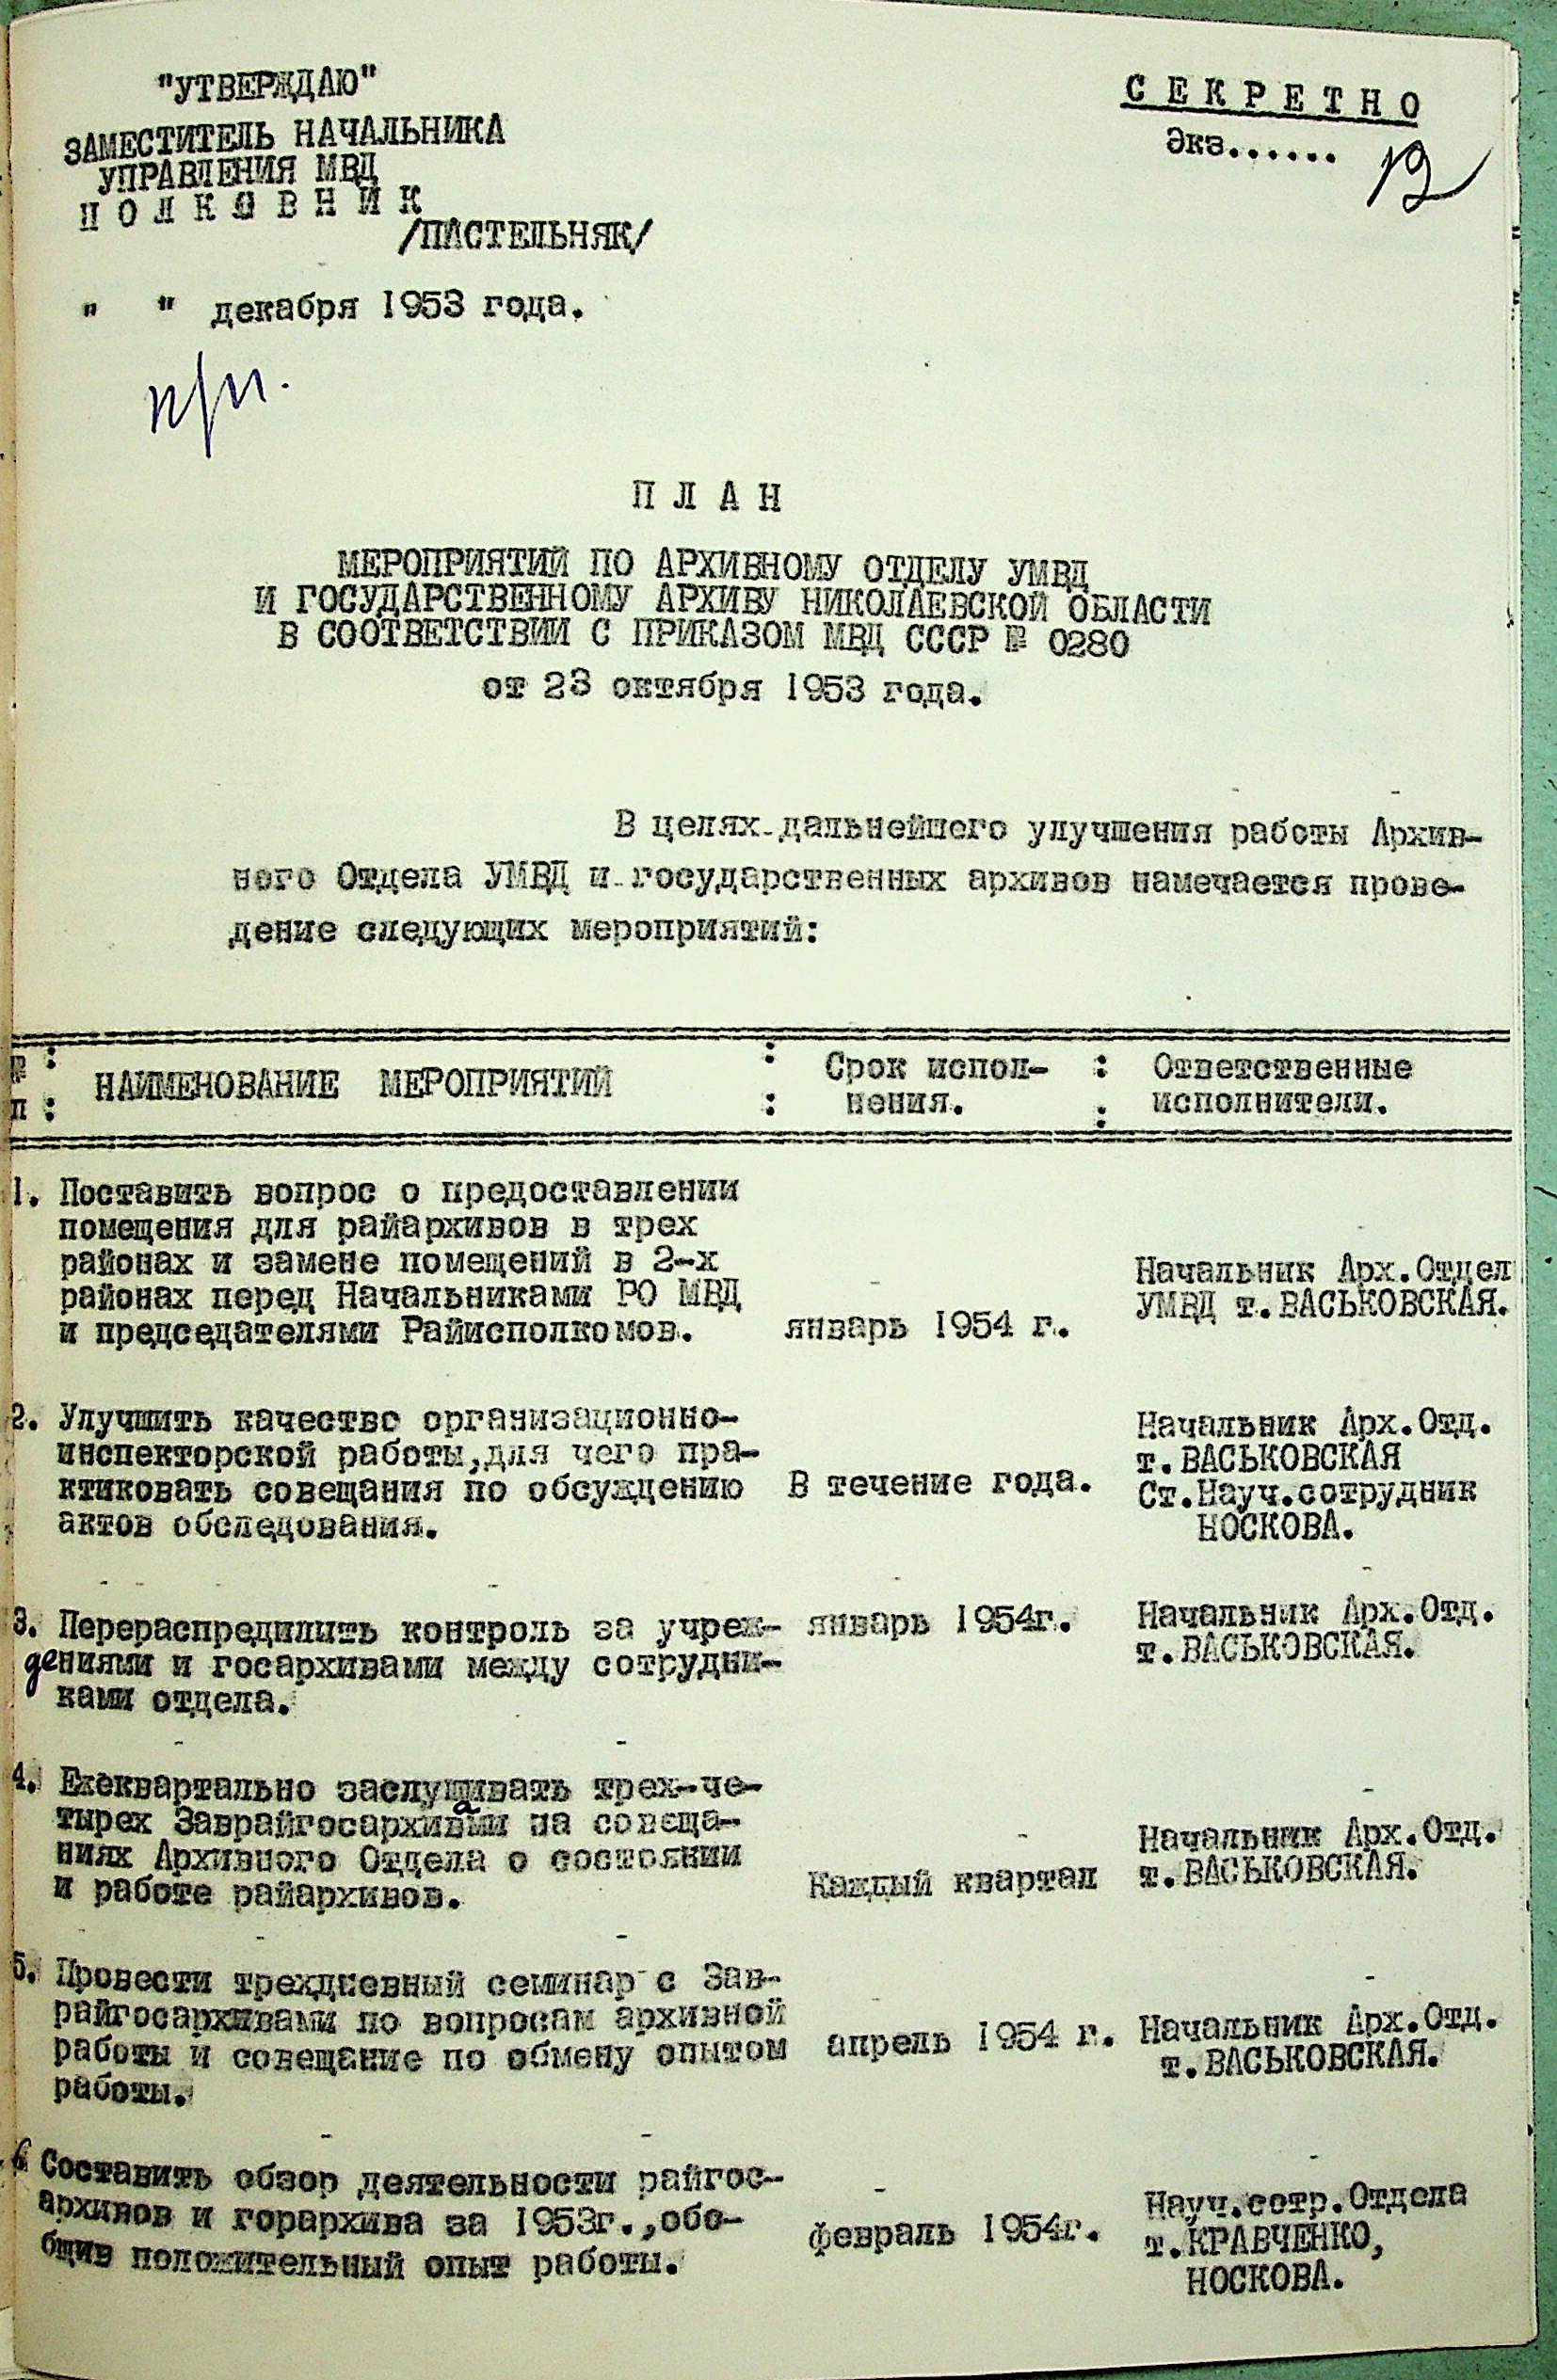 "УТВЕРЖДАЮ"
ЗАМЕСТИТЕЛЬ НАЧАЛЬНИКА
УПРАВЛЕНИЯ МВД
П О Л К О В Н И К
/ПАСТЕЛЬНЯК/
" " декабря 1953 года.
С Е К Р Е Т Н О
Экз......
П Л А Н
МЕРОПРИЯТИЙ ПО АРХИВНОМУ ОТДЕЛУ УМВД
И ГОСУДАРСТВЕННОМУ АРХИВУ НИКОЛАЕВСКОЙ ОБЛАСТИ
В СООТВЕТСТВИИ С ПРИКАЗОМ МВД СССР № 0280
от 23 октября 1953 года.
В целях дальнейшего улучшения работы Архив-
ного Отдела УМВД и государственных архивов намечается прове-
дение следующих мероприятий:
№ : НАИМЕНОВАНИЕ МЕРОПРИЯТИЙ : Срок испол- : Ответственные
п : : нения. : исполнители.
1. Поставить вопрос о предоставлении
помещения для райархивов в трех
районах и замене помещений в 2-х
районах перед Начальниками РО МВД
и председателями Райисполкомов.
январь 1954 г.
Начальник Арх.Отдел
УМВД т.ВАСЬКОВСКАЯ.
2. Улучшить качество организационно-
инспекторской работы,для чего пра-
ктиковать совещания по обсуждению
актов обследования.
В течение года.
Начальник Арх.Отд.
т.ВАСЬКОВСКАЯ
Ст.Науч.сотрудник
НОСКОВА.
3. Перераспредилить контроль за учреж-
дениями и госархивами между сотрудни-
ками отдела.
январь 1954г.
Начальник Арх.Отд.
т.ВАСЬКОВСКАЯ.
4. Ежеквартально заслушивать трех-че-
тырех Заврайгосархивами на совеща-
ниях Архивного Отдела о состоянии
и работе райархивов.
Каждый квартал
Начальник Арх.Отд.
т.ВАСЬКОВСКАЯ.
5. Провести трехдневный семинар с Зав-
райгосархивами по вопросам архивной
работы и совещание по обмену опытом
работы.
апрель 1954 г.
Начальник Арх.Отд.
т.ВАСЬКОВСКАЯ.
6 Составить обзор деятельности райгос-
архивов и горархива за 1953г.,обо-
бщив положительный опыт работы.
февраль 1954г.
Науч.сотр.Отдела
т.КРАВЧЕНКО,
НОСКОВА.